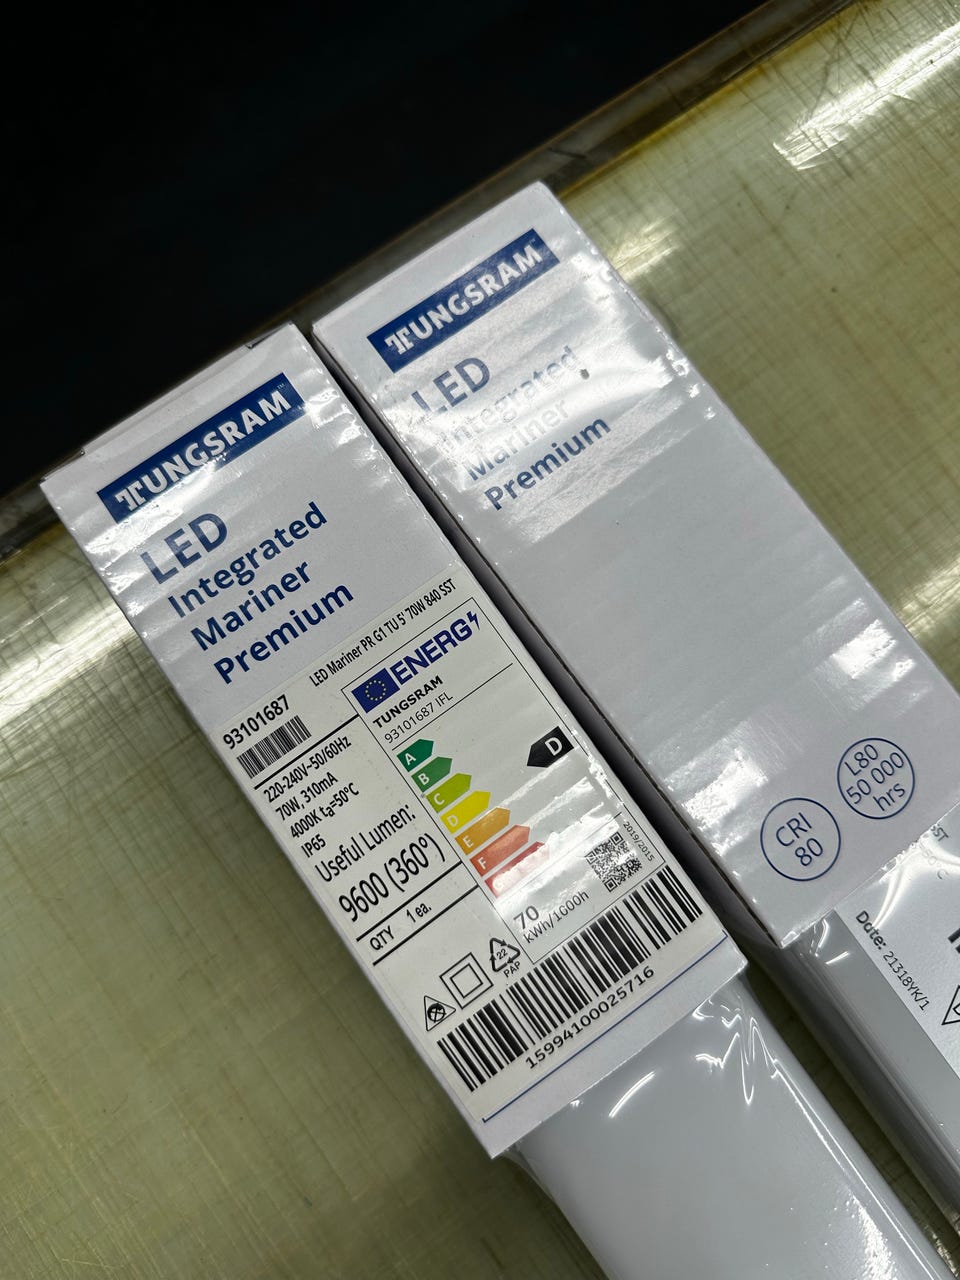 TUNGSRAM™
LED
Integrated
Mariner
Premium
LED Mariner PR G1 TU 5' 70W 840 SST
93101687
220-240V~50/60Hz
70W, 310mA
4000K ta=50°C
IP65
Useful Lumen:
9600 (360°)
QTY 1 ea.
ENERG
TUNGSRAM
93101687 IFL
A
B
C
D
E
F
G
D
2019/2015
70
kWh/1000h
22
PAP
15994100025716
TUNGSRAM
LED
Integrated
Mariner
Premium
CRI
80
L80
50 000
hrs
Date: 21318YK/1